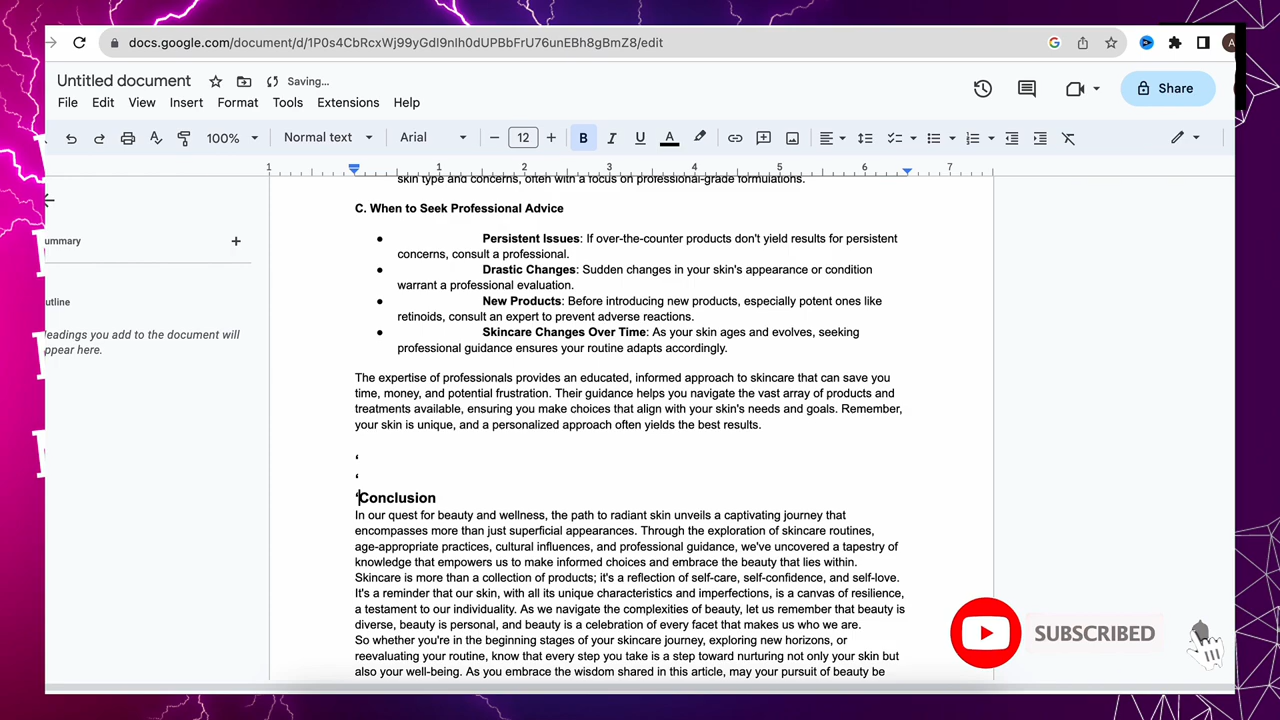 docs.google.com/document/d/1P0s4CbRcxWj99yGdI9nIh0dUPBbFrU76unEBh8gBmZ8/edit
Untitled document
Saving...
File Edit View Insert Format Tools Extensions Help
Share
100% Normal text Arial 12
1 1 2 3 4 5 6 7
skin type and concerns, often with a focus on professional-grade formulations.
C. When to Seek Professional Advice
ummary
utline
eadings you add to the document will
ppear here.
● Persistent Issues: If over-the-counter products don't yield results for persistent
concerns, consult a professional.
● Drastic Changes: Sudden changes in your skin's appearance or condition
warrant a professional evaluation.
● New Products: Before introducing new products, especially potent ones like
retinoids, consult an expert to prevent adverse reactions.
● Skincare Changes Over Time: As your skin ages and evolves, seeking
professional guidance ensures your routine adapts accordingly.
The expertise of professionals provides an educated, informed approach to skincare that can save you
time, money, and potential frustration. Their guidance helps you navigate the vast array of products and
treatments available, ensuring you make choices that align with your skin's needs and goals. Remember,
your skin is unique, and a personalized approach often yields the best results.
‘
‘
‘Conclusion
In our quest for beauty and wellness, the path to radiant skin unveils a captivating journey that
encompasses more than just superficial appearances. Through the exploration of skincare routines,
age-appropriate practices, cultural influences, and professional guidance, we've uncovered a tapestry of
knowledge that empowers us to make informed choices and embrace the beauty that lies within.
Skincare is more than a collection of products; it's a reflection of self-care, self-confidence, and self-love.
It's a reminder that our skin, with all its unique characteristics and imperfections, is a canvas of resilience,
a testament to our individuality. As we navigate the complexities of beauty, let us remember that beauty is
diverse, beauty is personal, and beauty is a celebration of every facet that makes us who we are.
So whether you're in the beginning stages of your skincare journey, exploring new horizons, or
reevaluating your routine, know that every step you take is a step toward nurturing not only your skin but
also your well-being. As you embrace the wisdom shared in this article, may your pursuit of beauty be
SUBSCRIBED